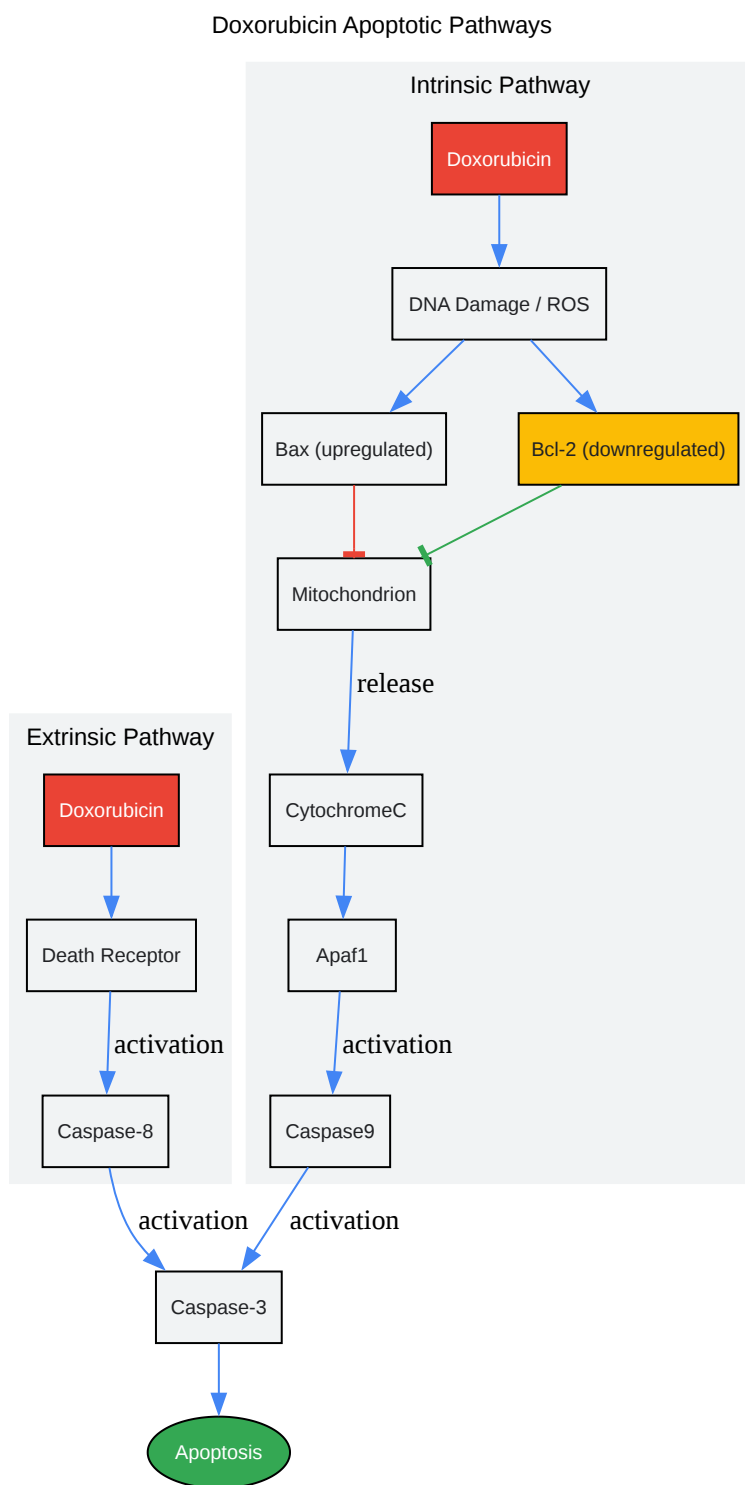 Doxorubicin Apoptotic Pathways
Intrinsic Pathway
Doxorubicin
DNA Damage / ROS
Bax (upregulated)
Bcl-2 (downregulated)
Mitochondrion
release
Extrinsic Pathway
Doxorubicin
CytochromeC
Death Receptor
Apaf1
activation
activation
Caspase-8
Caspase9
activation
activation
Caspase-3
Apoptosis